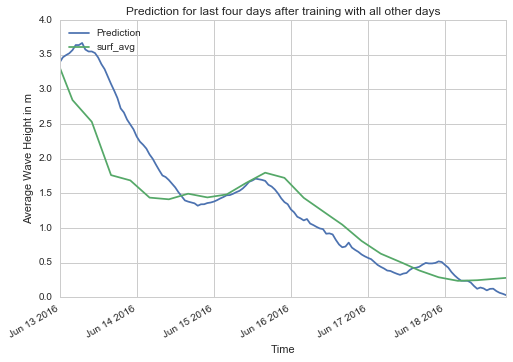 Prediction for last four days after training with all other days
Prediction
surf_avg
Average Wave Height in m
4.0
3.5
3.0
2.5
2.0
1.5
1.0
0.5
0.0
Jun 13 2016
Jun 14 2016
Jun 15 2016
Jun 16 2016
Jun 17 2016
Jun 18 2016
Time